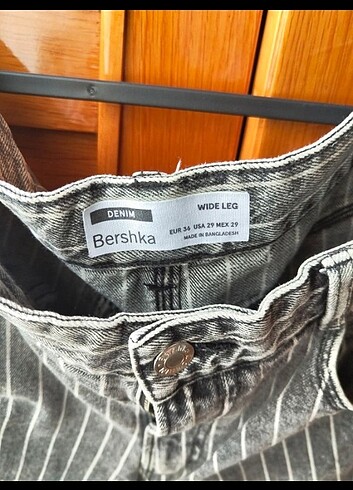 DENIM
WIDE LEG
Bershka
EUR 36 USA 29 MEX 29
MADE IN BANGLADESH